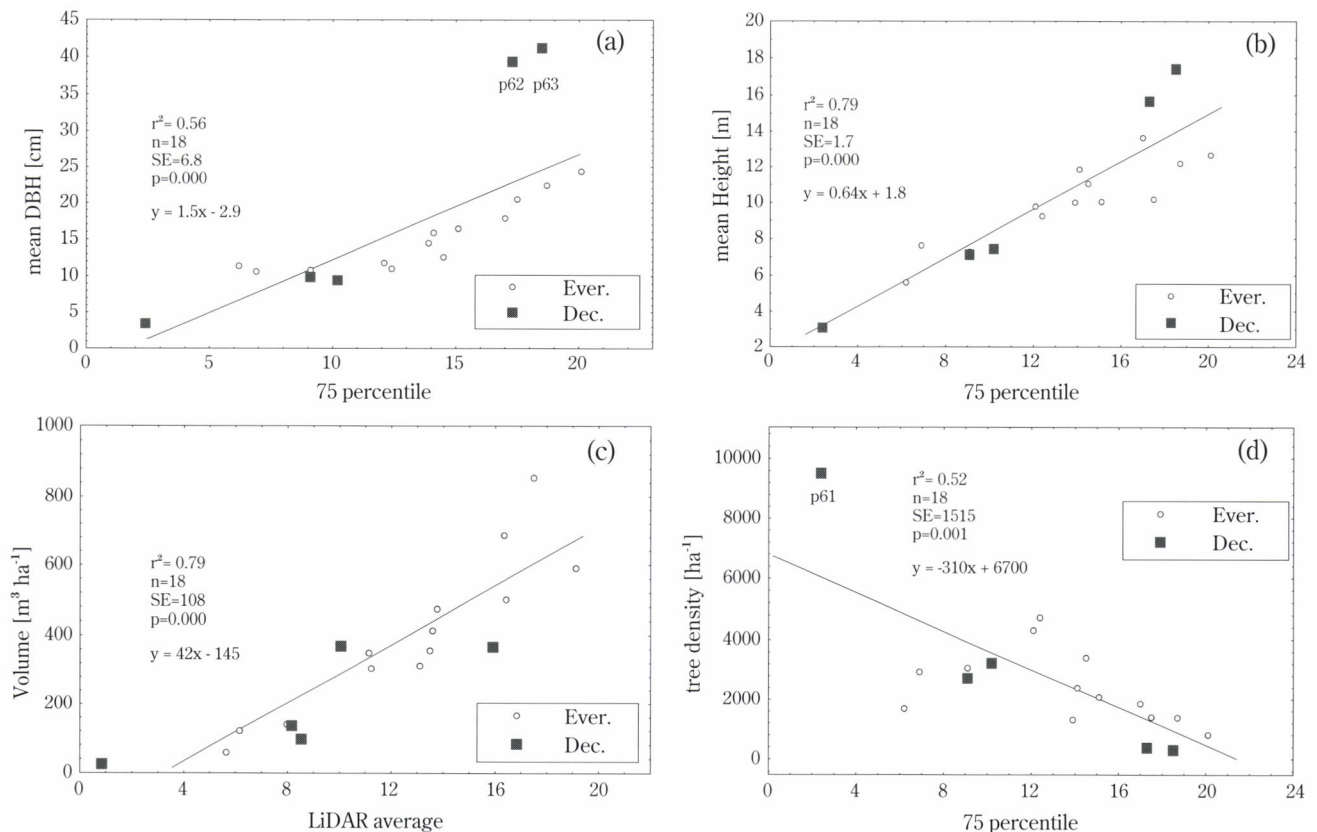 (a)
45
40
35
30
25
20
15
10
5
0
mean DBH [cm]
p62 p63
r²= 0.56
n=18
SE=6.8
p=0.000
y = 1.5x - 2.9
Ever.
Dec.
0 5 10 15 20
75 percentile
(b)
20
18
16
14
12
10
8
6
4
2
mean Height [m]
r²= 0.79
n=18
SE=1.7
p=0.000
y = 0.64x + 1.8
Ever.
Dec.
0 4 8 12 16 20 24
75 percentile
(c)
1000
800
600
400
200
0
Volume [m³ ha⁻¹]
r²= 0.79
n=18
SE=108
p=0.000
y = 42x - 145
Ever.
Dec.
0 4 8 12 16 20
LiDAR average
(d)
10000
8000
6000
4000
2000
0
tree density [ha⁻¹]
p61
r²= 0.52
n=18
SE=1515
p=0.001
y = -310x + 6700
Ever.
Dec.
0 4 8 12 16 20 24
75 percentile